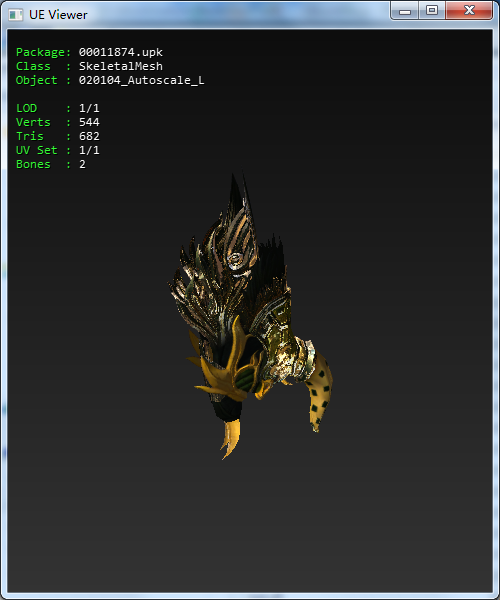 UE Viewer
Package: 00011874.upk
Class : SkeletalMesh
Object : 020104_Autoscale_L
LOD : 1/1
Verts : 544
Tris : 682
UV Set : 1/1
Bones : 2